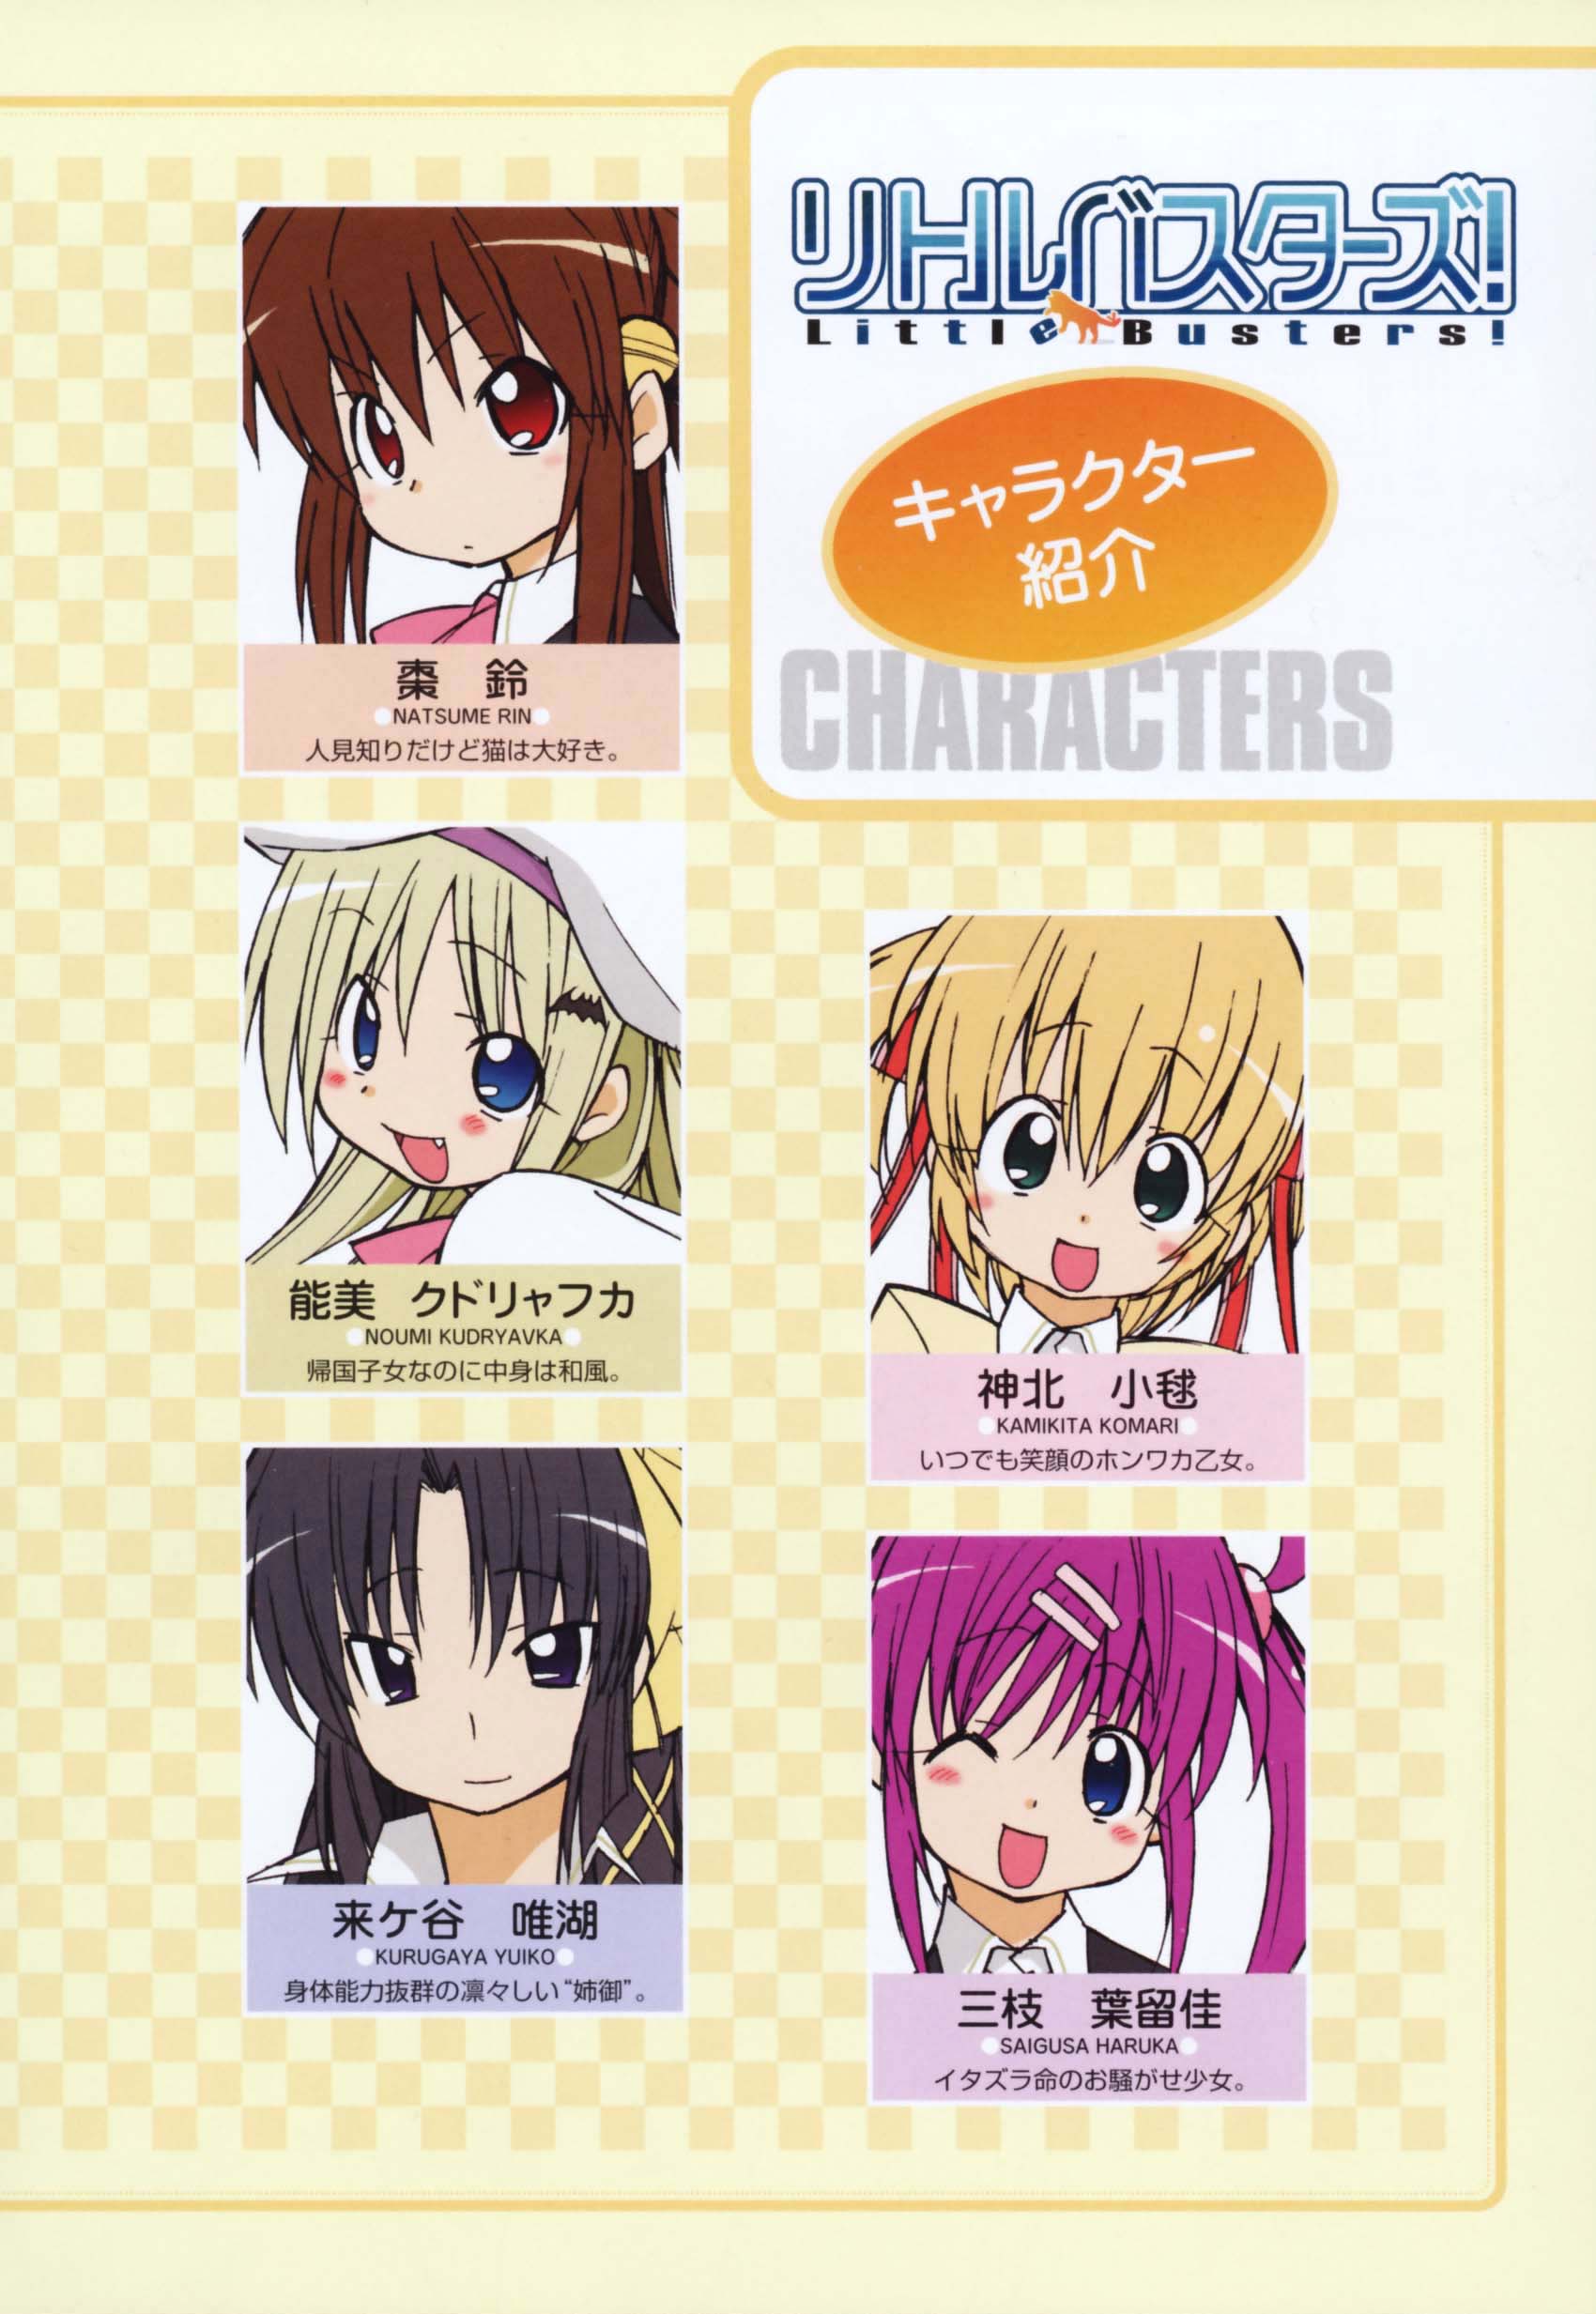 リトルバスターズ!
Little Busters!
キャラクター
紹介
CHARACTERS
神北 小毬
KAMIKITA KOMARI
いつでも笑顔のホンワカ乙女。
三枝 葉留佳
SAIGUSA HARUKA
イタズラ命のお騒がせ少女。
棗 鈴
NATSUME RIN
人見知りだけど猫は大好き。
能美 クドリャフカ
NOUMI KUDRYAVKA
帰国子女なのに中身は和風。
来ケ谷 唯湖
KURUGAYA YUIKO
身体能力抜群の凛々しい“姉御”。